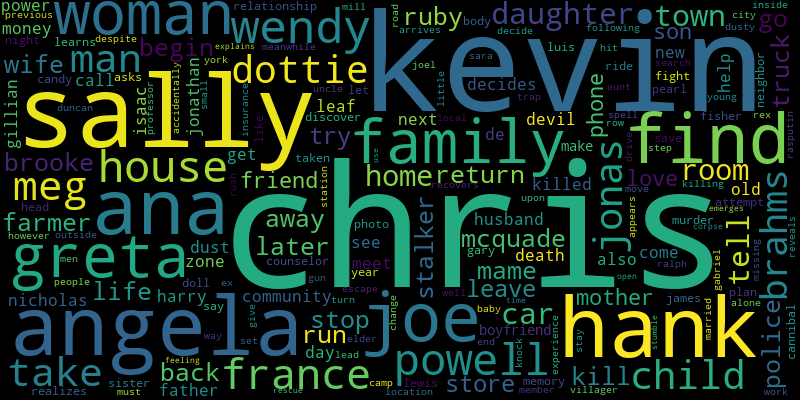 power
previous
money
night
woman
relationship
mill
wendy
kevin
ruby
body
road
arrives
daughter
decide
town
following
city
dusty
inside
go
wife
learns
man
despite
begin
york
candy
call
asks
professor
accidentally
small
jonathan
isaac
dottie
meanwhile
explains
insurance
uncle
let
joel
little
sara
trap
decides
luis
hit
ride
phone
son
new
search
fight
aunt
pearl
help
young
neighbor
truck
gillian
duncan
sally
leaf
discover
try
like
family
next
de
devil
make
spell
row
fisher
rex
rasputin
find
save
step
driver
brooke
house
get
taken
friend
station
rush
home
return
use
recovers
killed
upon
love
move
room
killing
old
attempt
meg
ana
head
farmer
however
outside
greta
men
people
zone
dust
away
later
photo
see
counselor
meet
gun
year
chris
stalker
husband
mcquade
gary
death
mame
leave
well
jonas
appears
also
come
ralph
open
murder
emerges
corpse
tell
missing
brahms
reveals
gabriel
plan
alone
nicholas
life
harry
say
doll
ex
community
give
escape
turn
change
joe
time
baby
boyfriend
car
mother
james
married
police
cannibal
angela
way
set
stop
run
day
lead
elder
end
knock
experience
stay
hank
stumble
take
realizes
feeling
sister
must
back
father
france
rescue
camp
powell
lewis
location
store
memory
member
kill
villager
child
work